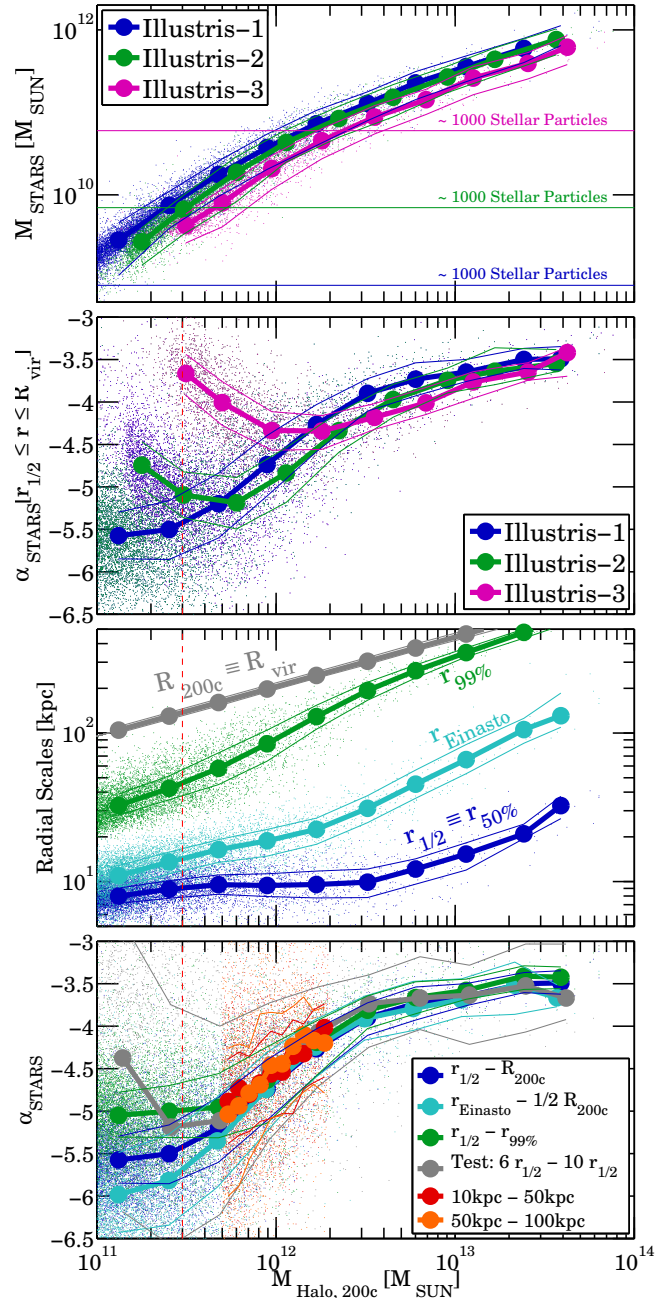 10^12
Illustris-1
Illustris-2
Illustris-3
M_STARS [M_SUN]
~ 1000 Stellar Particles
10^10
~ 1000 Stellar Particles
~ 1000 Stellar Particles
-3
-3.5
-4
-4.5
-5
-5.5
-6
-6.5
α_STARS[r_1/2 ≤ r ≤ R_vir]
Illustris-1
Illustris-2
Illustris-3
R_200c ≡ R_vir
r_99%
10^2
r_Einasto
Radial Scales [kpc]
r_1/2 ≡ r_50%
10^1
-3
-3.5
-4
-4.5
-5
-5.5
-6
-6.5
α_STARS
r_1/2 - R_200c
r_Einasto - 1/2 R_200c
r_1/2 - r_99%
Test: 6 r_1/2 - 10 r_1/2
10kpc - 50kpc
50kpc - 100kpc
10^11 10^12 10^13 10^14
M_Halo, 200c [M_SUN]